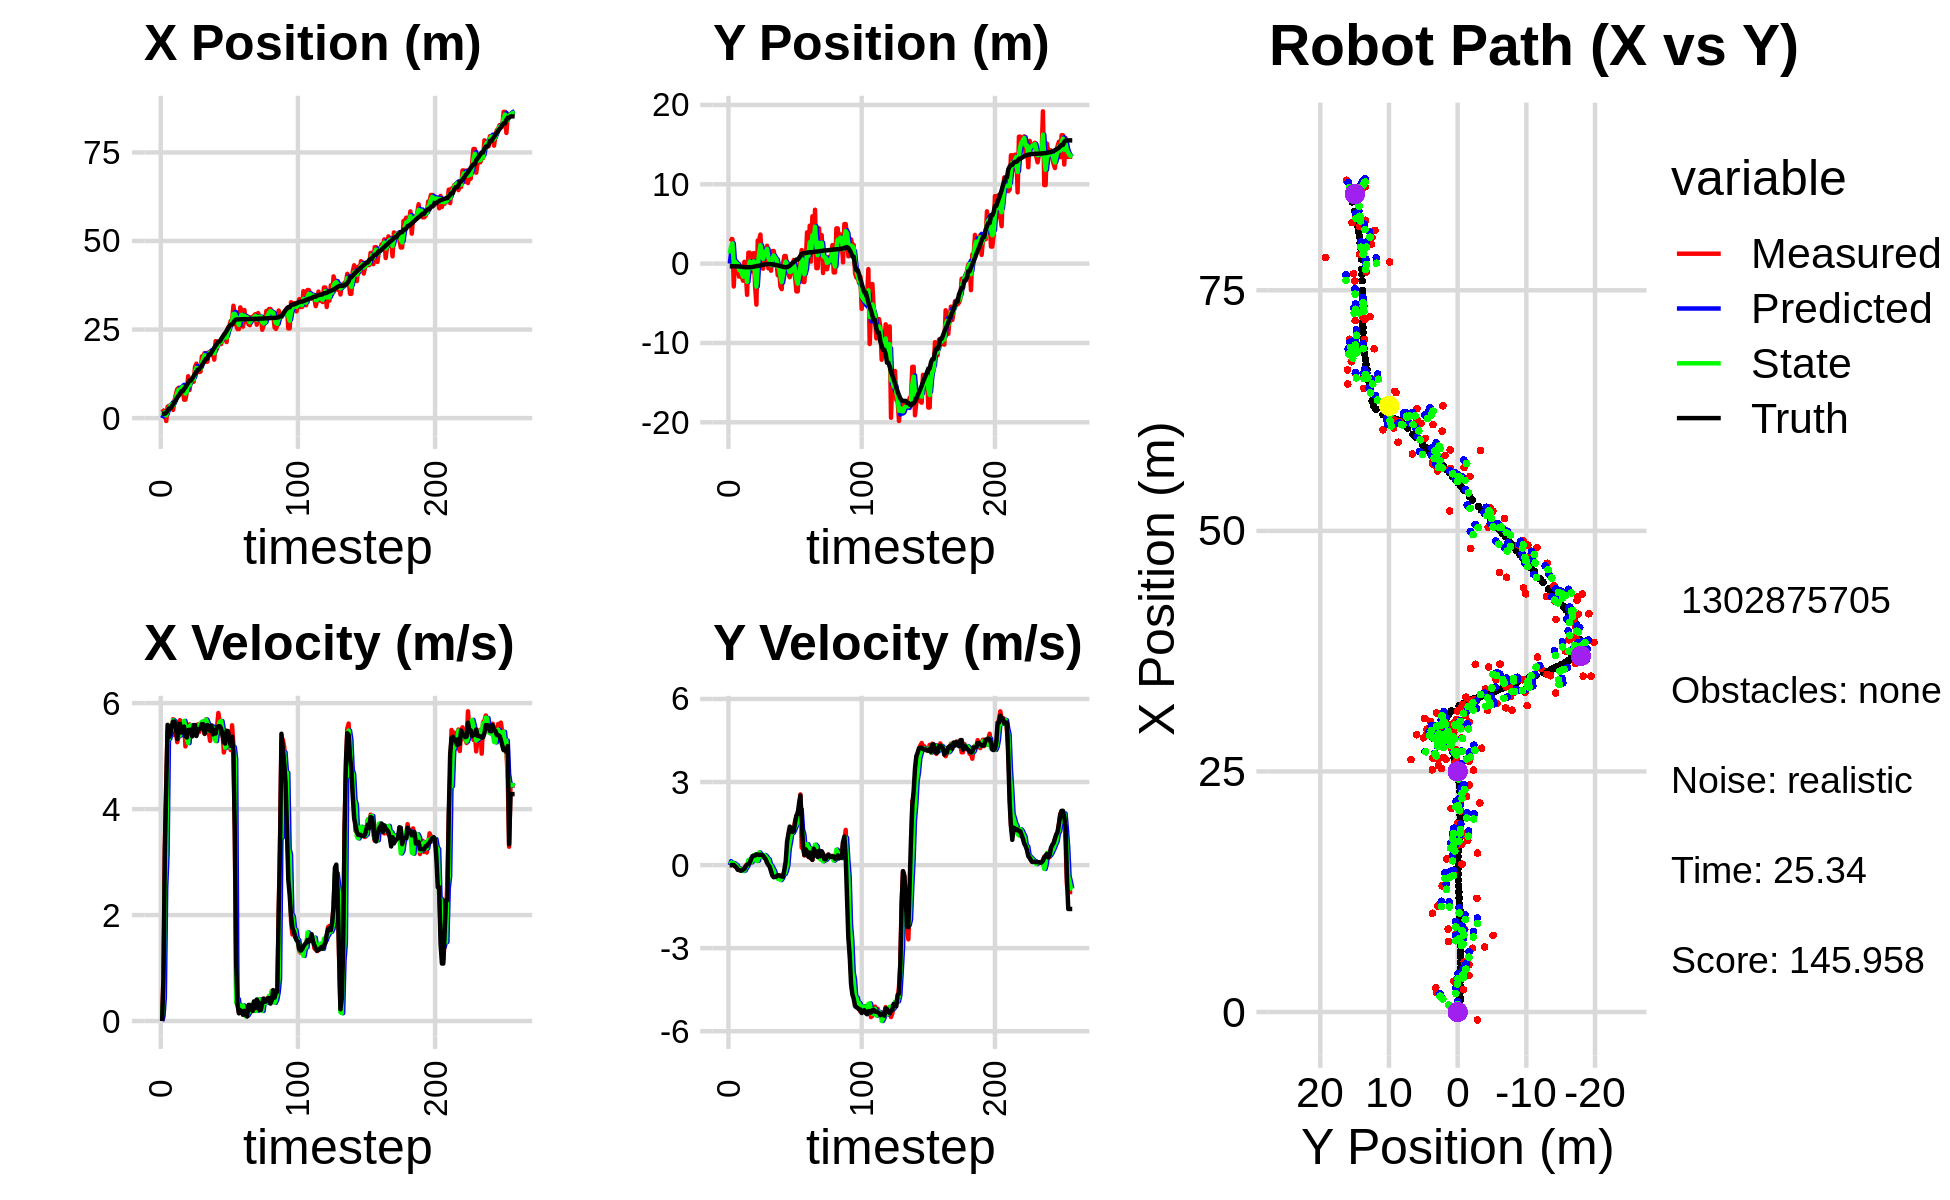 X Position (m)
75
50
25
0
0
100
200
timestep
Y Position (m)
20
10
0
-10
-20
0
100
200
timestep
X Velocity (m/s)
6
4
2
0
0
100
200
timestep
Y Velocity (m/s)
6
3
0
-3
-6
0
100
200
timestep
Robot Path (X vs Y)
X Position (m)
75
50
25
0
20 10 0 -10 -20
Y Position (m)
variable
Measured
Predicted
State
Truth
1302875705
Obstacles: none
Noise: realistic
Time: 25.34
Score: 145.958